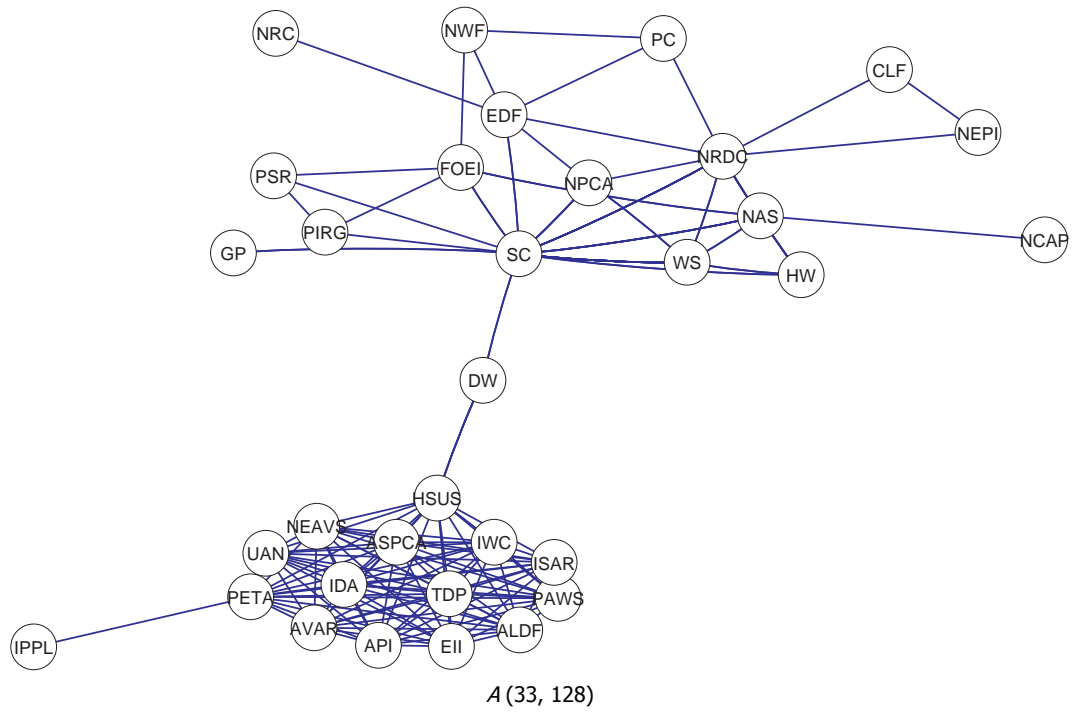 NRC
NWF
PC
CLF
EDF
NEPI
NRDC
PSR
FOEI
NPCA
NAS
PIRG
GP
SC
WS
HW
NCAP
DW
HSUS
NEAVS
ASPCA
IWC
UAN
ISAR
IDA
TDP
PETA
PAWS
AVAR
ALDF
API
EII
IPPL
A (33, 128)